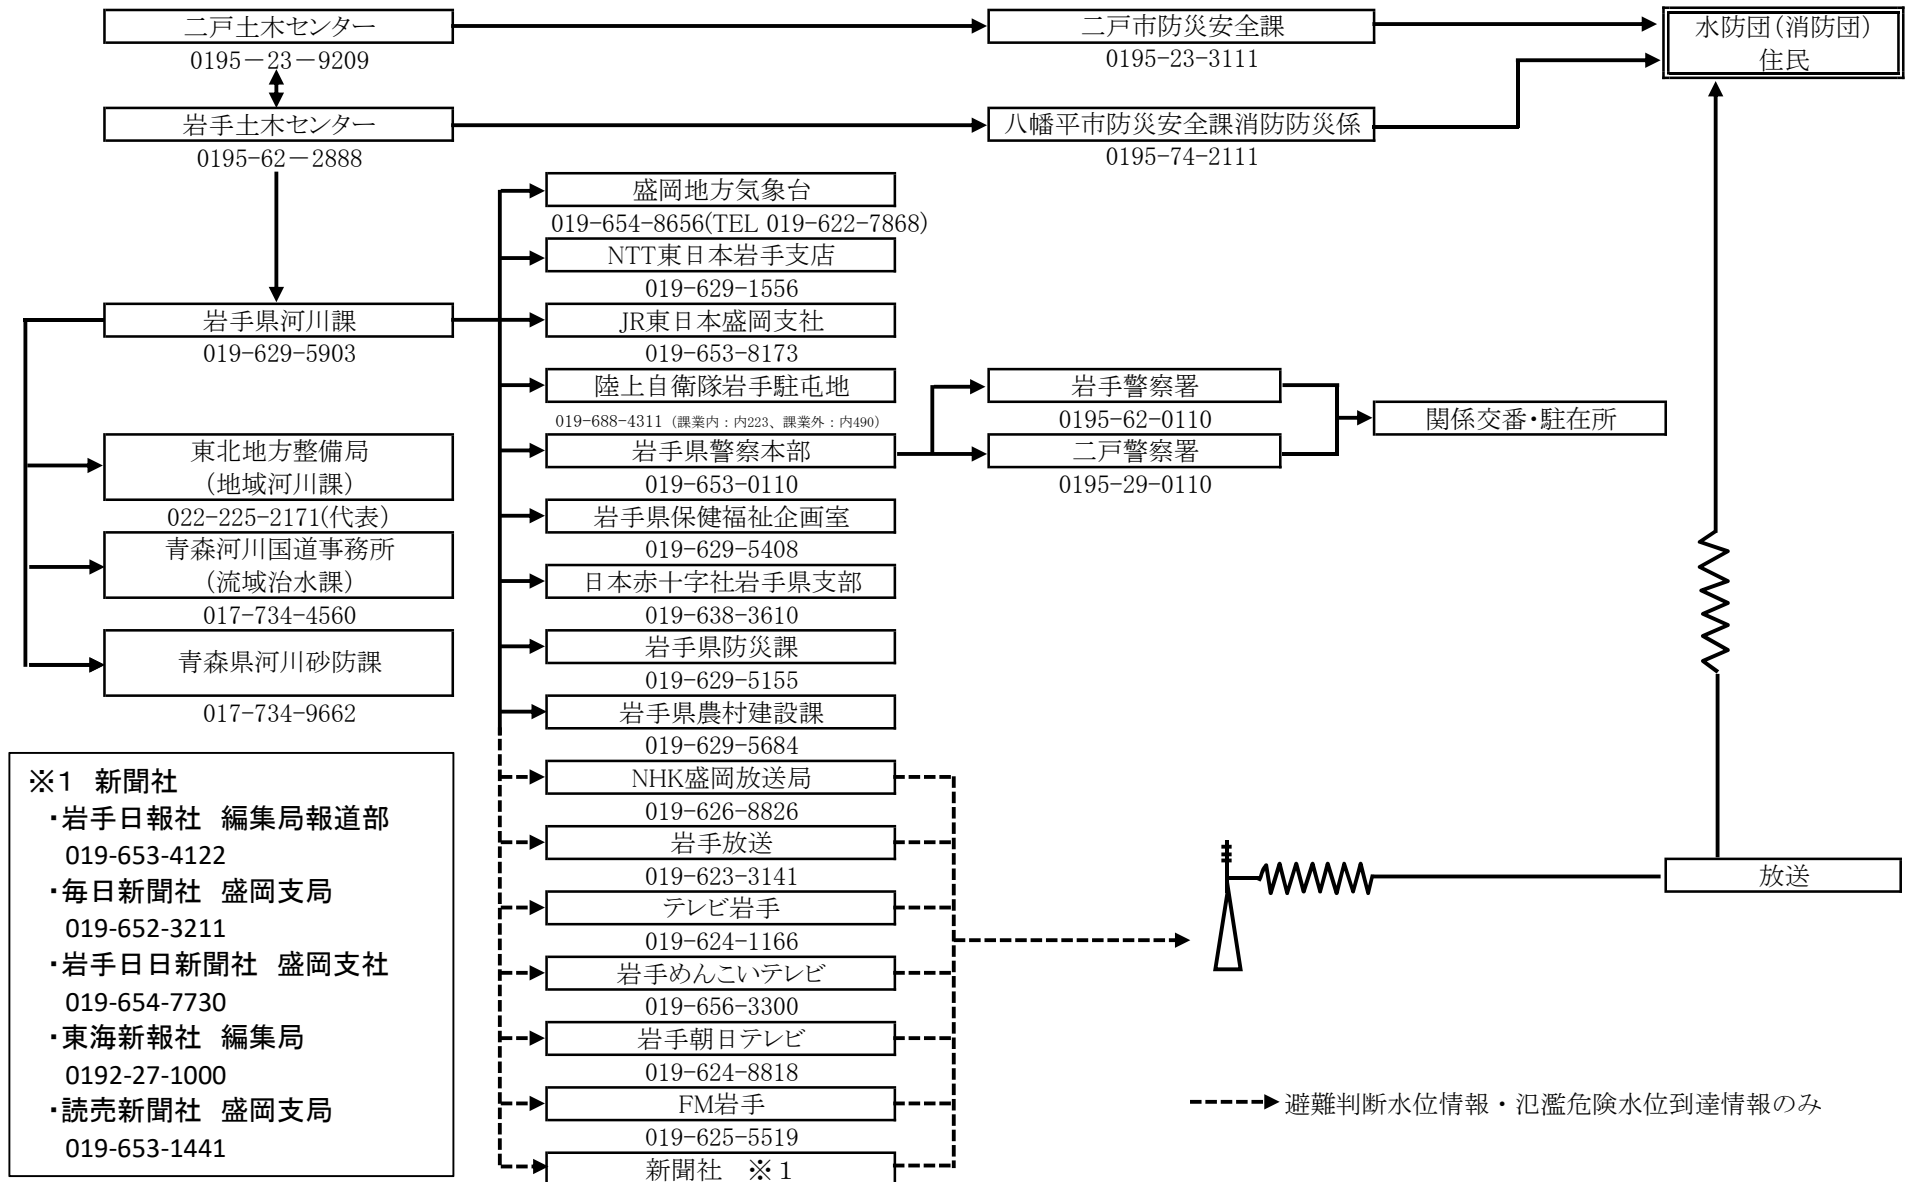 二戸土木センター
0195－23－9209
二戸市防災安全課
0195-23-3111
水防団(消防団)
住民
岩手土木センター
0195-62－2888
八幡平市防災安全課消防防災係
0195-74-2111
盛岡地方気象台
019-654-8656(TEL 019-622-7868)
NTT東日本岩手支店
019-629-1556
岩手県河川課
019-629-5903
JR東日本盛岡支社
019-653-8173
陸上自衛隊岩手駐屯地
019-688-4311 (課業内：内223、課業外：内490)
岩手警察署
0195-62-0110
関係交番・駐在所
岩手県警察本部
019-653-0110
二戸警察署
0195-29-0110
東北地方整備局
(地域河川課)
022-225-2171(代表)
岩手県保健福祉企画室
019-629-5408
青森河川国道事務所
(流域治水課)
017-734-4560
日本赤十字社岩手県支部
019-638-3610
岩手県防災課
019-629-5155
青森県河川砂防課
017-734-9662
岩手県農村建設課
019-629-5684
NHK盛岡放送局
019-626-8826
岩手放送
019-623-3141
テレビ岩手
019-624-1166
岩手めんこいテレビ
019-656-3300
岩手朝日テレビ
019-624-8818
FM岩手
019-625-5519
新聞社　※１
放送
※1　新聞社
・岩手日報社　編集局報道部
019-653-4122
・毎日新聞社　盛岡支局
019-652-3211
・岩手日日新聞社　盛岡支社
019-654-7730
・東海新報社　編集局
0192-27-1000
・読売新聞社　盛岡支局
019-653-1441
避難判断水位情報・氾濫危険水位到達情報のみ